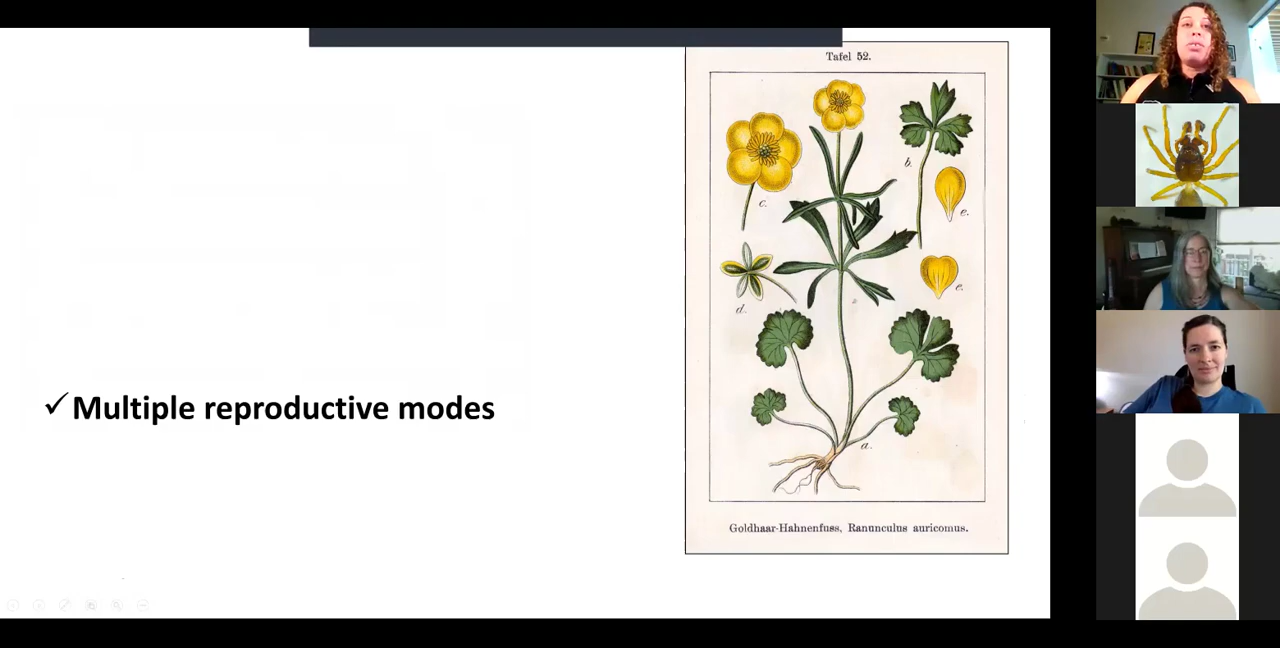 Tafel 52.
b.
c.
e.
d.
e.
✓ Multiple reproductive modes
a.
Goldhaar-Hahnenfuss, Ranunculus auricomus.